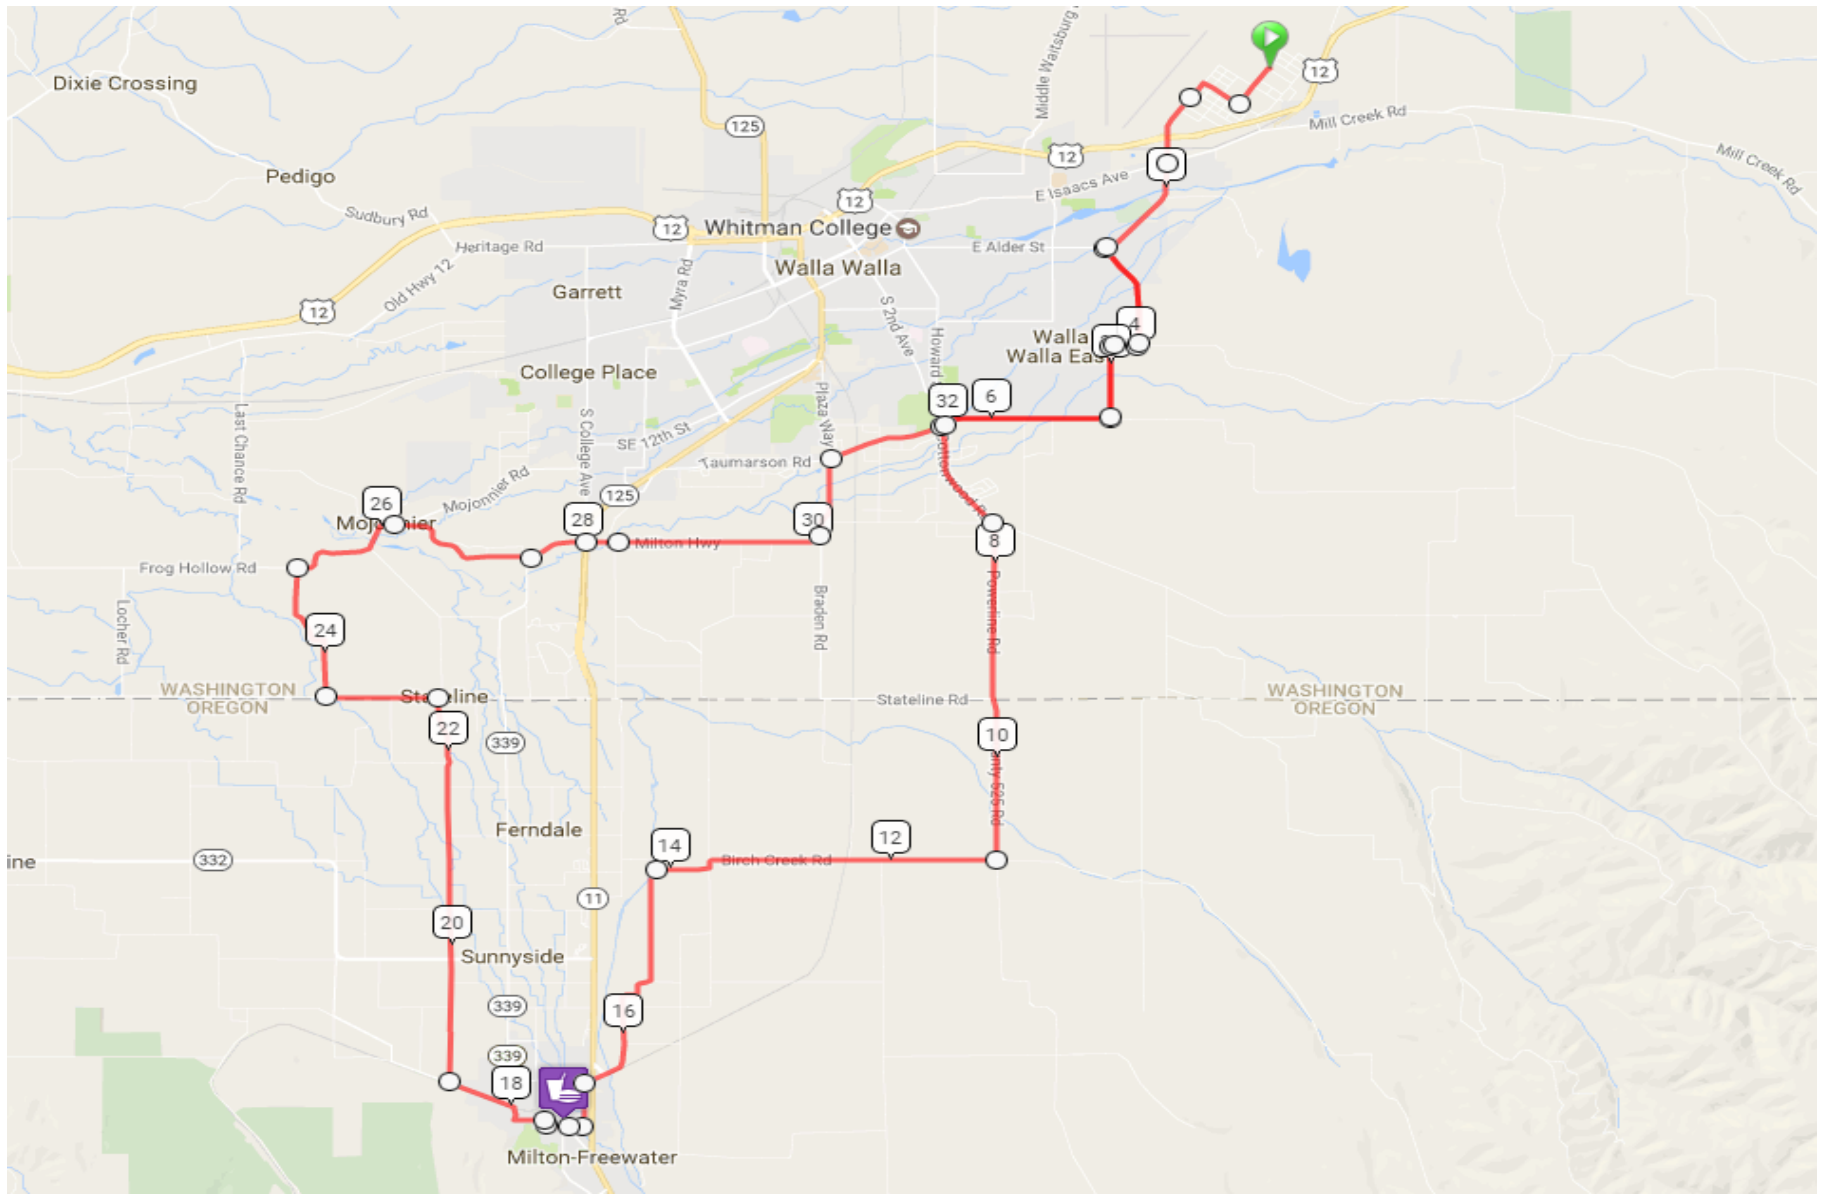 Rd
Middle Waitsburg
12
Dixie Crossing
Mill Creek Rd
125
Mill Creek Rd
12
Pedigo
E Isaacs Ave
12
Sudbury Rd
12
Whitman College
Heritage Rd
E Alder St
Walla Walla
Myra Rd
Old Hwy 12
Garrett
12
S 2nd Ave
4
Howard
Walla
Walla Eas
College Place
Plaza Way
6
32
Last Chance Rd
S College Ave
SE 12th St
Taumarson Rd
Mojonnier Rd
125
26
28
30
Milton Hwy
8
Frog Hollow Rd
Powerline Rd
Locher Rd
Braden Rd
24
WASHINGTON
OREGON
Stateline Rd
WASHINGTON
OREGON
22
339
10
Ferndale
12
14
332
ine
Birch Creek Rd
11
20
Sunnyside
339
16
339
18
Milton-Freewater